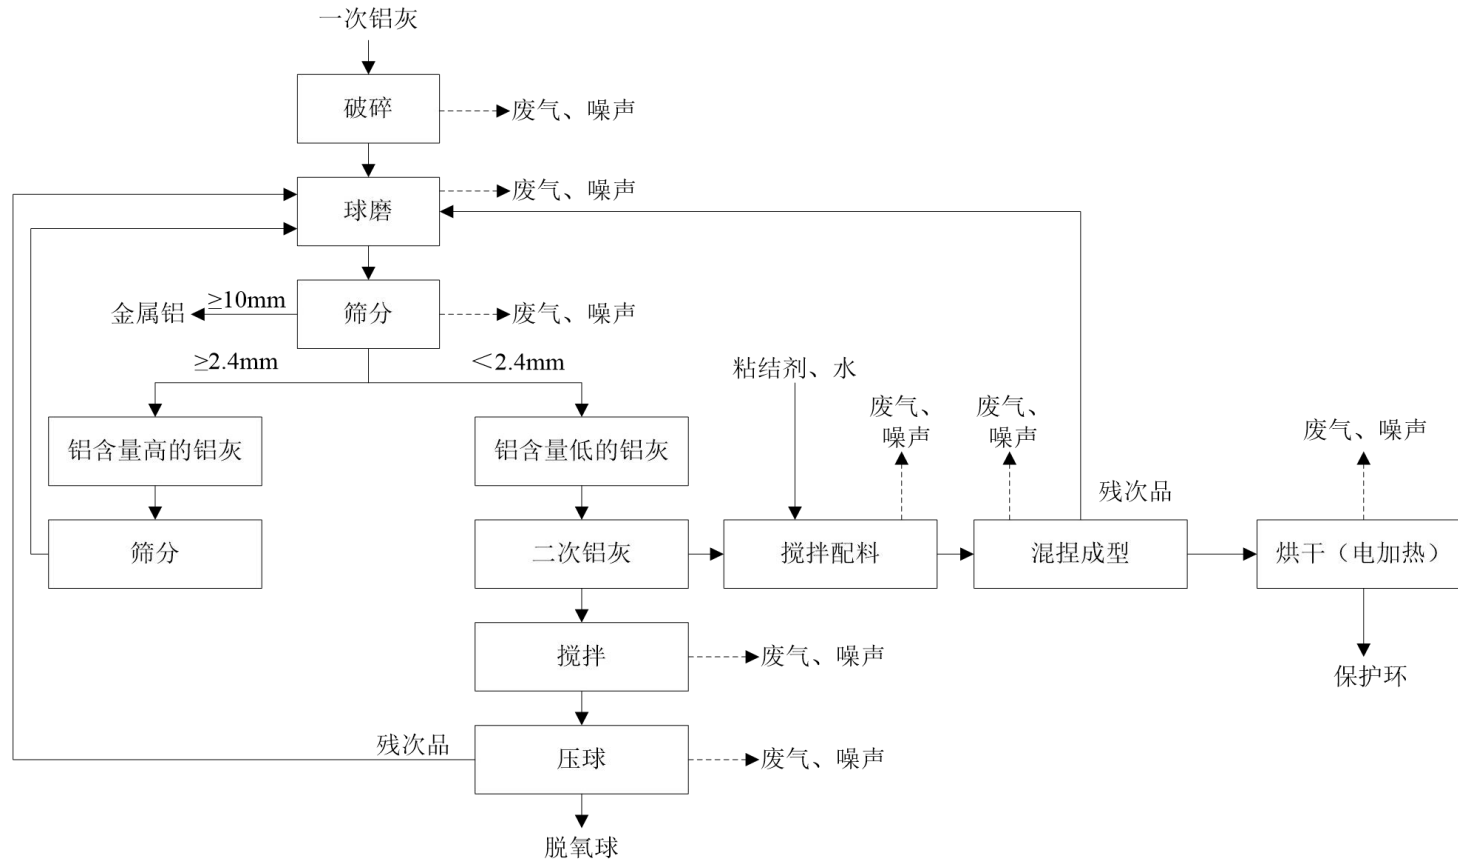 一次铝灰
破碎
废气、噪声
球磨
废气、噪声
金属铝
≥10mm
筛分
废气、噪声
≥2.4mm
＜2.4mm
粘结剂、水
废气、
噪声
废气、
噪声
废气、噪声
铝含量高的铝灰
铝含量低的铝灰
残次品
筛分
二次铝灰
搅拌配料
混捏成型
烘干（电加热）
搅拌
废气、噪声
保护环
残次品
压球
废气、噪声
脱氧球